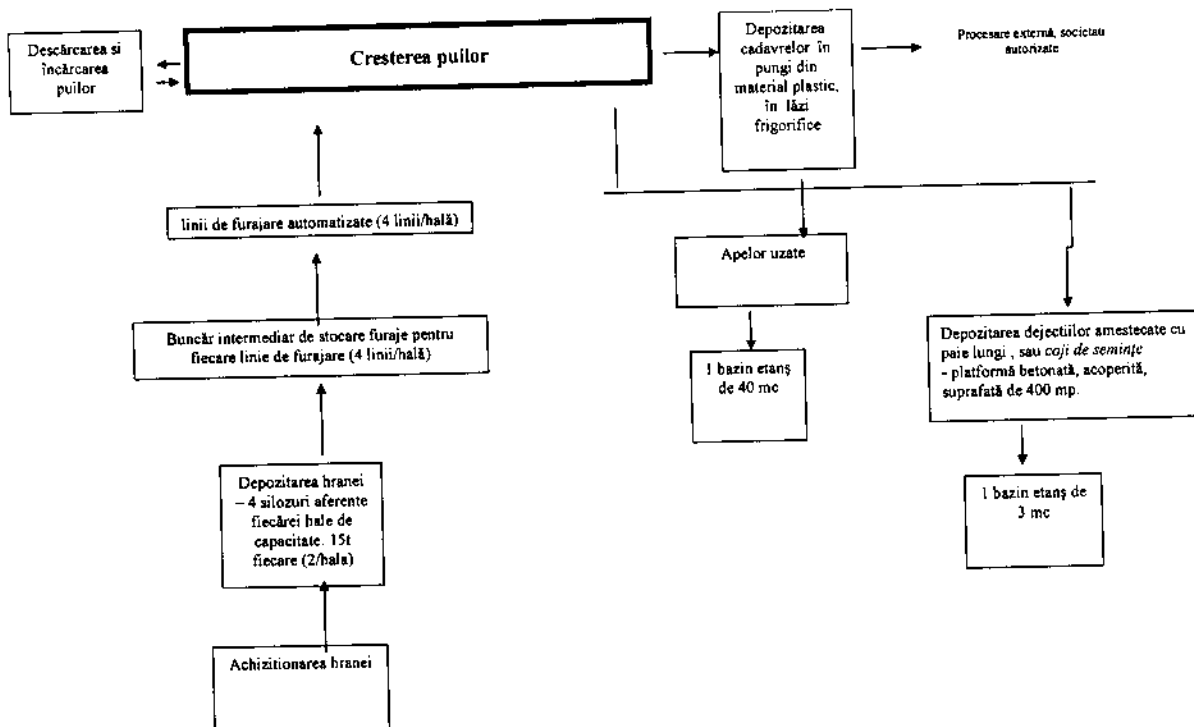 Descărcarea si
încărcarea
puilor
Cresterea puilor
Depozitarea
cadavrelor în
pungi din
material plastic,
în lăzi
frigorifice
Procesare externă, societau
autorizate
linii de furajare automatizate (4 linii/hală)
Buncăr intermediar de stocare furaje pentru
fiecare linie de furajare (4 linii/hală)
Depozitarea hranei
– 4 silozuri aferente
fiecărei hale de
capacitate. 15t
fiecare (2/hala)
Achizitionarea hranei
Apelor uzate
1 bazin etanș
de 40 mc
Depozitarea dejectiilor amestecate cu
paie lungi , sau coji de semințe
- platformă betonată, acoperită,
suprafată de 400 mp.
1 bazin etanș de
3 mc